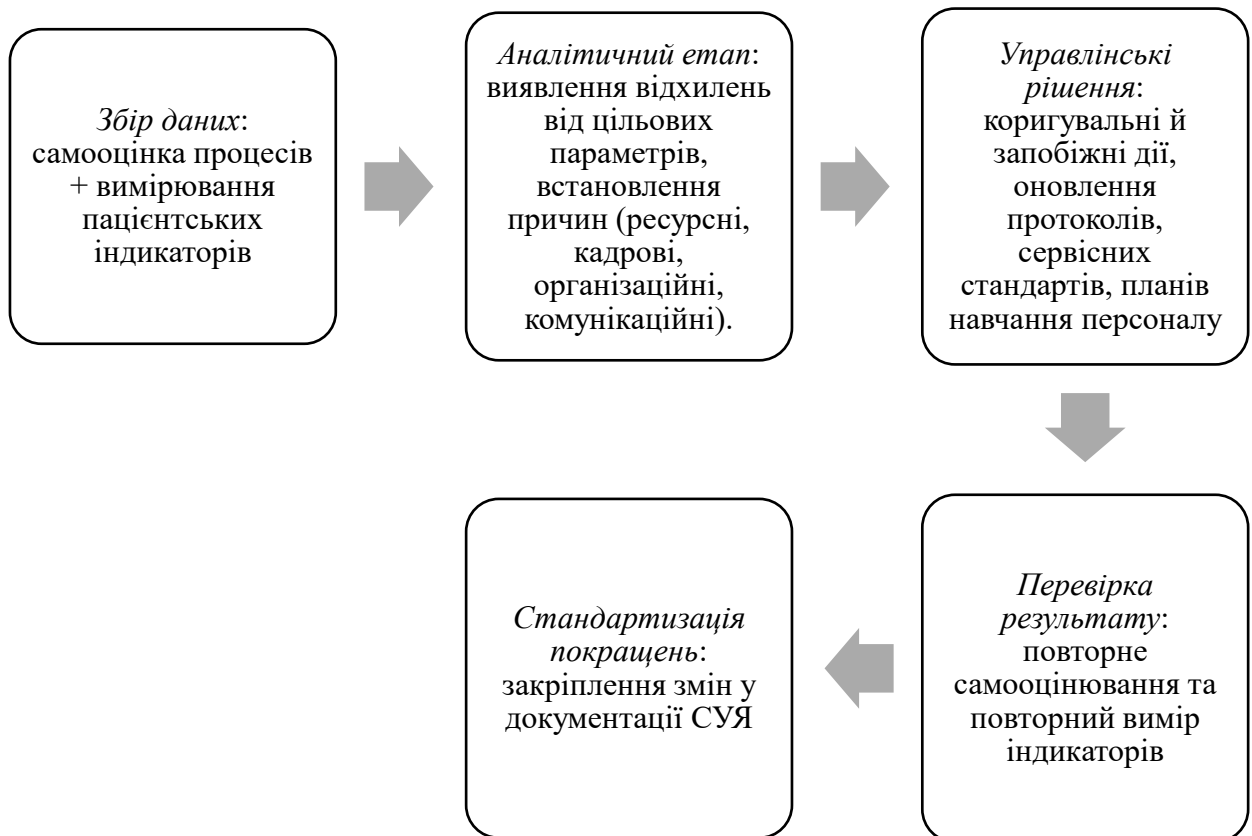 Збір даних:
самооцінка процесів
+ вимірювання
пацієнтських
індикаторів
Аналітичний етап:
виявлення відхилень
від цільових
параметрів,
встановлення
причин (ресурсні,
кадрові,
організаційні,
комунікаційні).
Управлінські
рішення:
коригувальні й
запобіжні дії,
оновлення
протоколів,
сервісних
стандартів, планів
навчання персоналу
Перевірка
результату:
повторне
самооцінювання та
повторний вимір
індикаторів
Стандартизація
покращень:
закріплення змін у
документації СУЯ